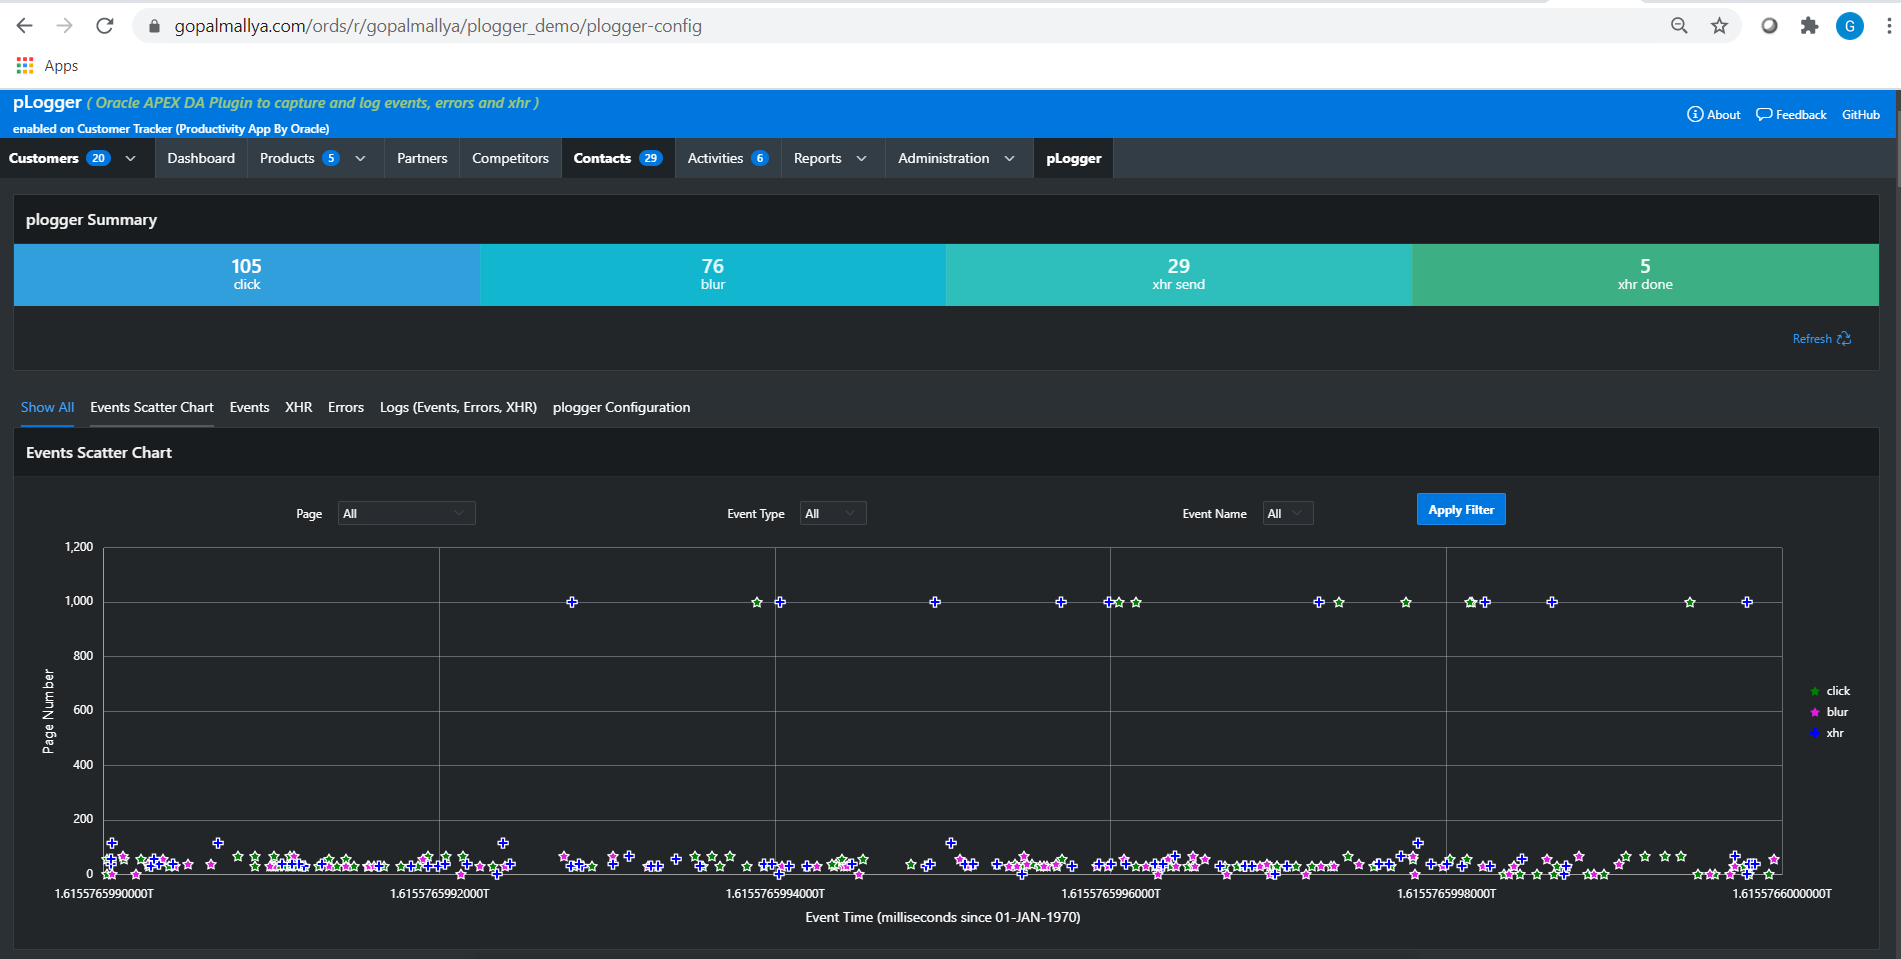 gopalmallya.com/ords/r/gopalmallya/plogger_demo/plogger-config
G
Apps
pLogger ( Oracle APEX DA Plugin to capture and log events, errors and xhr )
enabled on Customer Tracker (Productivity App By Oracle)
About Feedback GitHub
Customers 20 Dashboard Products 5 Partners Competitors Contacts 29 Activities 6 Reports Administration pLogger
plogger Summary
105 76 29 5
click blur xhr send xhr done
Refresh
Show All Events Scatter Chart Events XHR Errors Logs (Events, Errors, XHR) plogger Configuration
Events Scatter Chart
Page All Event Type All Event Name All Apply Filter
1,200
1,000
800
600
400
200
0
Page Number
click
blur
xhr
1.6155765990000T 1.6155765992000T 1.6155765994000T 1.6155765996000T 1.6155765998000T 1.6155766000000T
Event Time (milliseconds since 01-JAN-1970)